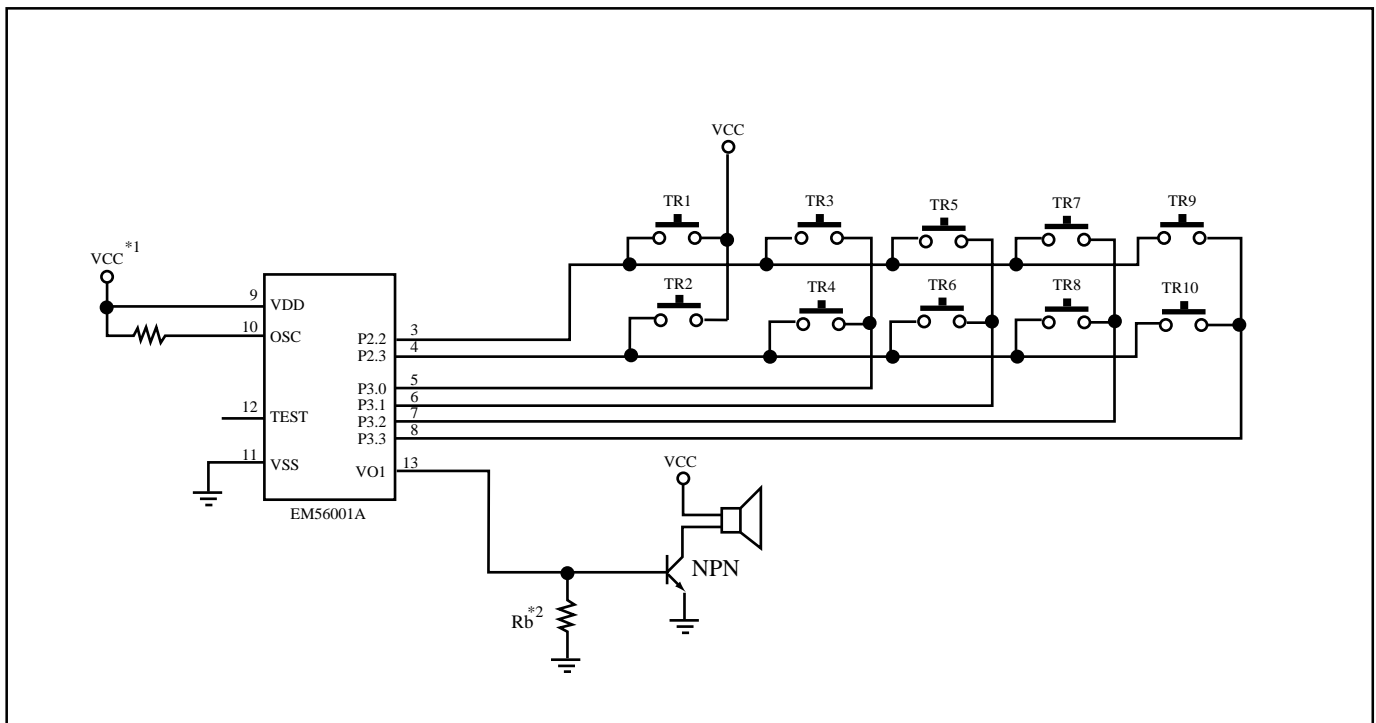 VCC
TR1
TR3
TR5
TR7
TR9
VCC *1
TR2
TR4
TR6
TR8
TR10
9
VDD
10
OSC
P2.2
3
P2.3
4
P3.0
5
P3.1
6
P3.2
7
P3.3
8
12
TEST
11
VSS
VO1
13
EM56001A
VCC
NPN
Rb*2